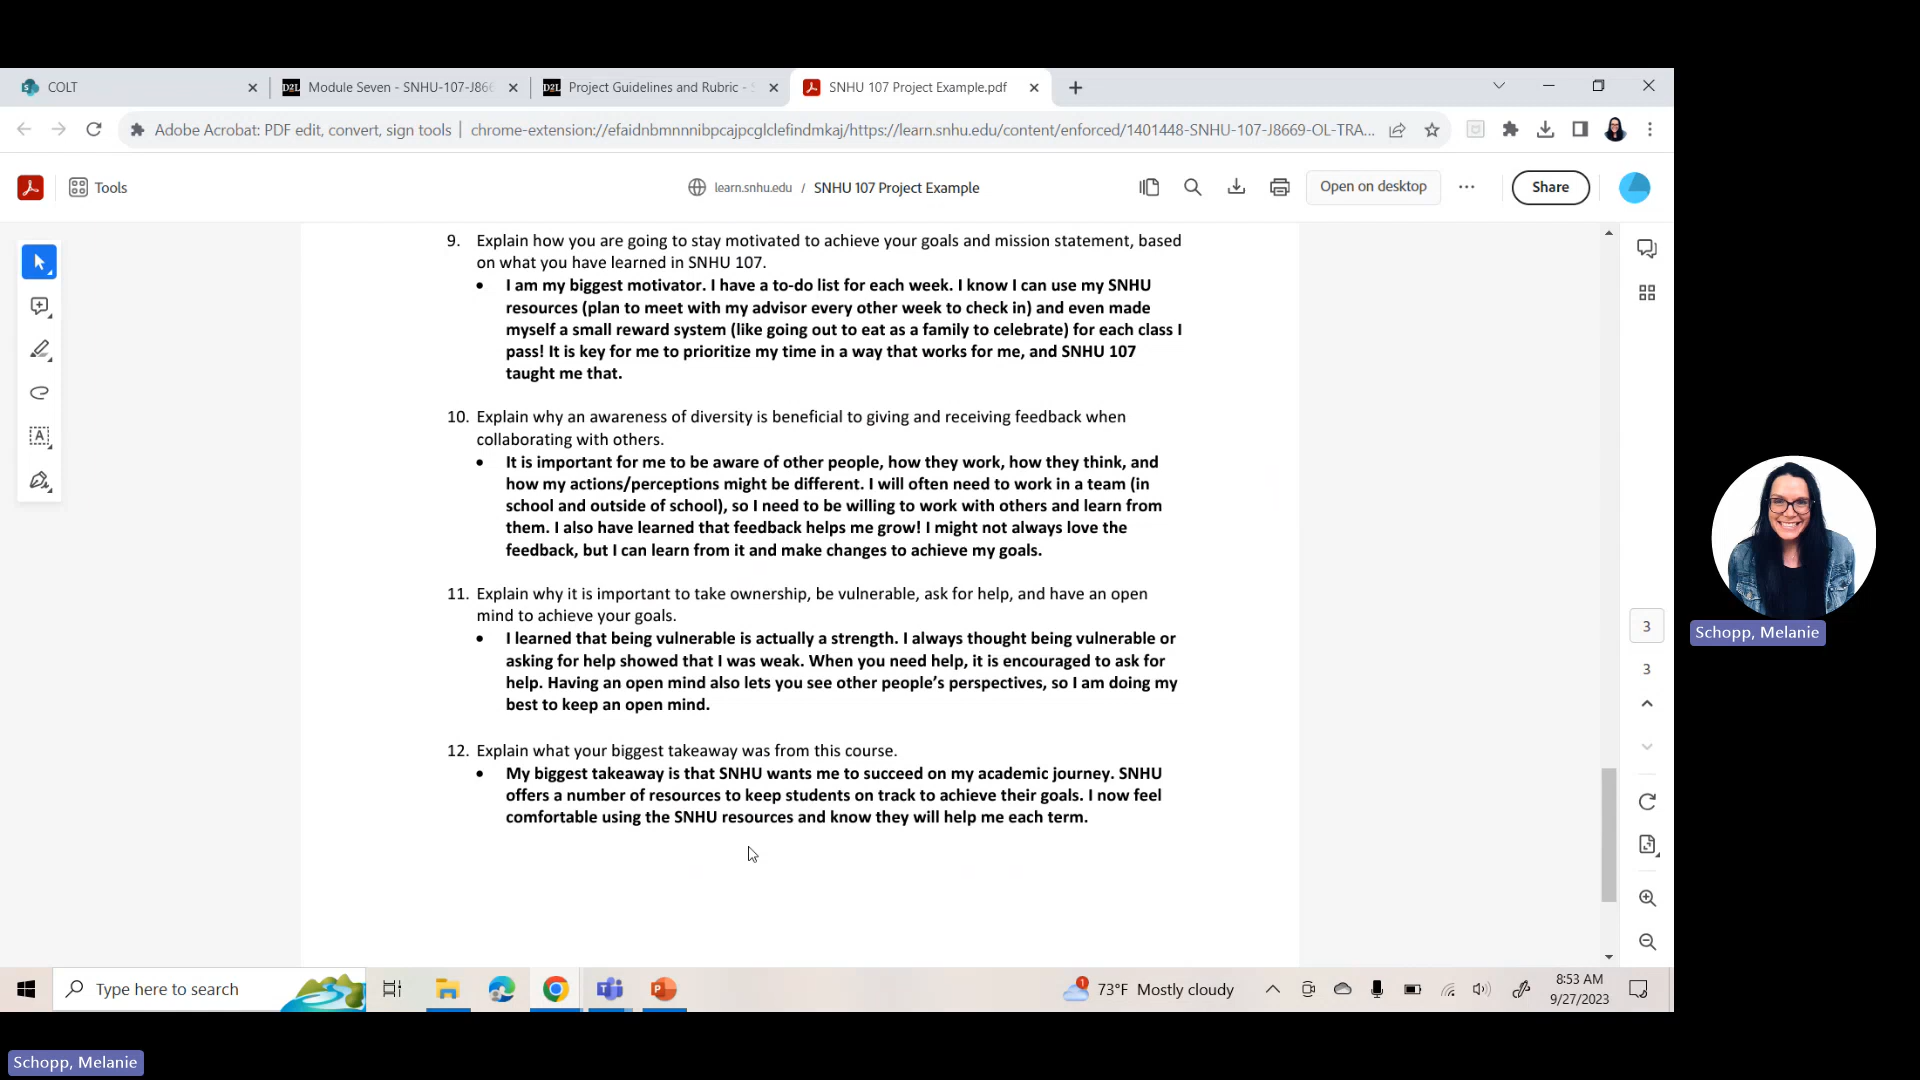 COLT
Module Seven - SNHU-107-J866
Project Guidelines and Rubric -
SNHU 107 Project Example.pdf
Adobe Acrobat: PDF edit, convert, sign tools | chrome-extension://efaidnbmnnnibpcajpcglclefindmkaj/https://learn.snhu.edu/content/enforced/1401448-SNHU-107-J8669-OL-TRA...
Tools
learn.snhu.edu / SNHU 107 Project Example
Open on desktop
Share
9. Explain how you are going to stay motivated to achieve your goals and mission statement, based
on what you have learned in SNHU 107.
• I am my biggest motivator. I have a to-do list for each week. I know I can use my SNHU
resources (plan to meet with my advisor every other week to check in) and even made
myself a small reward system (like going out to eat as a family to celebrate) for each class I
pass! It is key for me to prioritize my time in a way that works for me, and SNHU 107
taught me that.
10. Explain why an awareness of diversity is beneficial to giving and receiving feedback when
collaborating with others.
• It is important for me to be aware of other people, how they work, how they think, and
how my actions/perceptions might be different. I will often need to work in a team (in
school and outside of school), so I need to be willing to work with others and learn from
them. I also have learned that feedback helps me grow! I might not always love the
feedback, but I can learn from it and make changes to achieve my goals.
11. Explain why it is important to take ownership, be vulnerable, ask for help, and have an open
mind to achieve your goals.
• I learned that being vulnerable is actually a strength. I always thought being vulnerable or
asking for help showed that I was weak. When you need help, it is encouraged to ask for
help. Having an open mind also lets you see other people's perspectives, so I am doing my
best to keep an open mind.
12. Explain what your biggest takeaway was from this course.
• My biggest takeaway is that SNHU wants me to succeed on my academic journey. SNHU
offers a number of resources to keep students on track to achieve their goals. I now feel
comfortable using the SNHU resources and know they will help me each term.
3
3
Schopp, Melanie
Type here to search
73°F Mostly cloudy
8:53 AM
9/27/2023
Schopp, Melanie